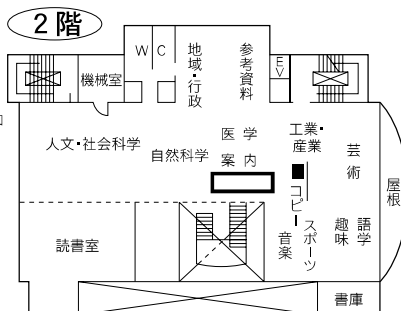 2階
WC
地域・行政
参考資料
EV
機械室
人文・社会科学
自然科学
医学
案内
工業・
産業
芸術
屋根
コピー
スポーツ
音楽
語学
趣味
読書室
書庫